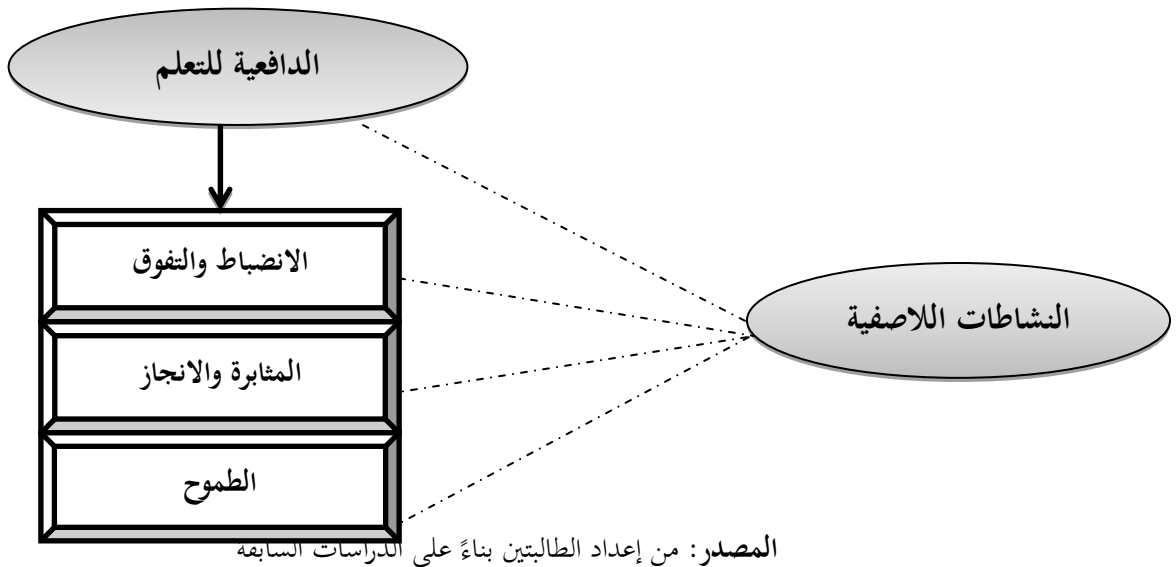 الدافعية للتعلم
الانضباط والتفوق
المثابرة والانجاز
الطموح
النشاطات اللاصفية
المصدر: من إعداد الطالبتين بناءً على الدراسات السابقة